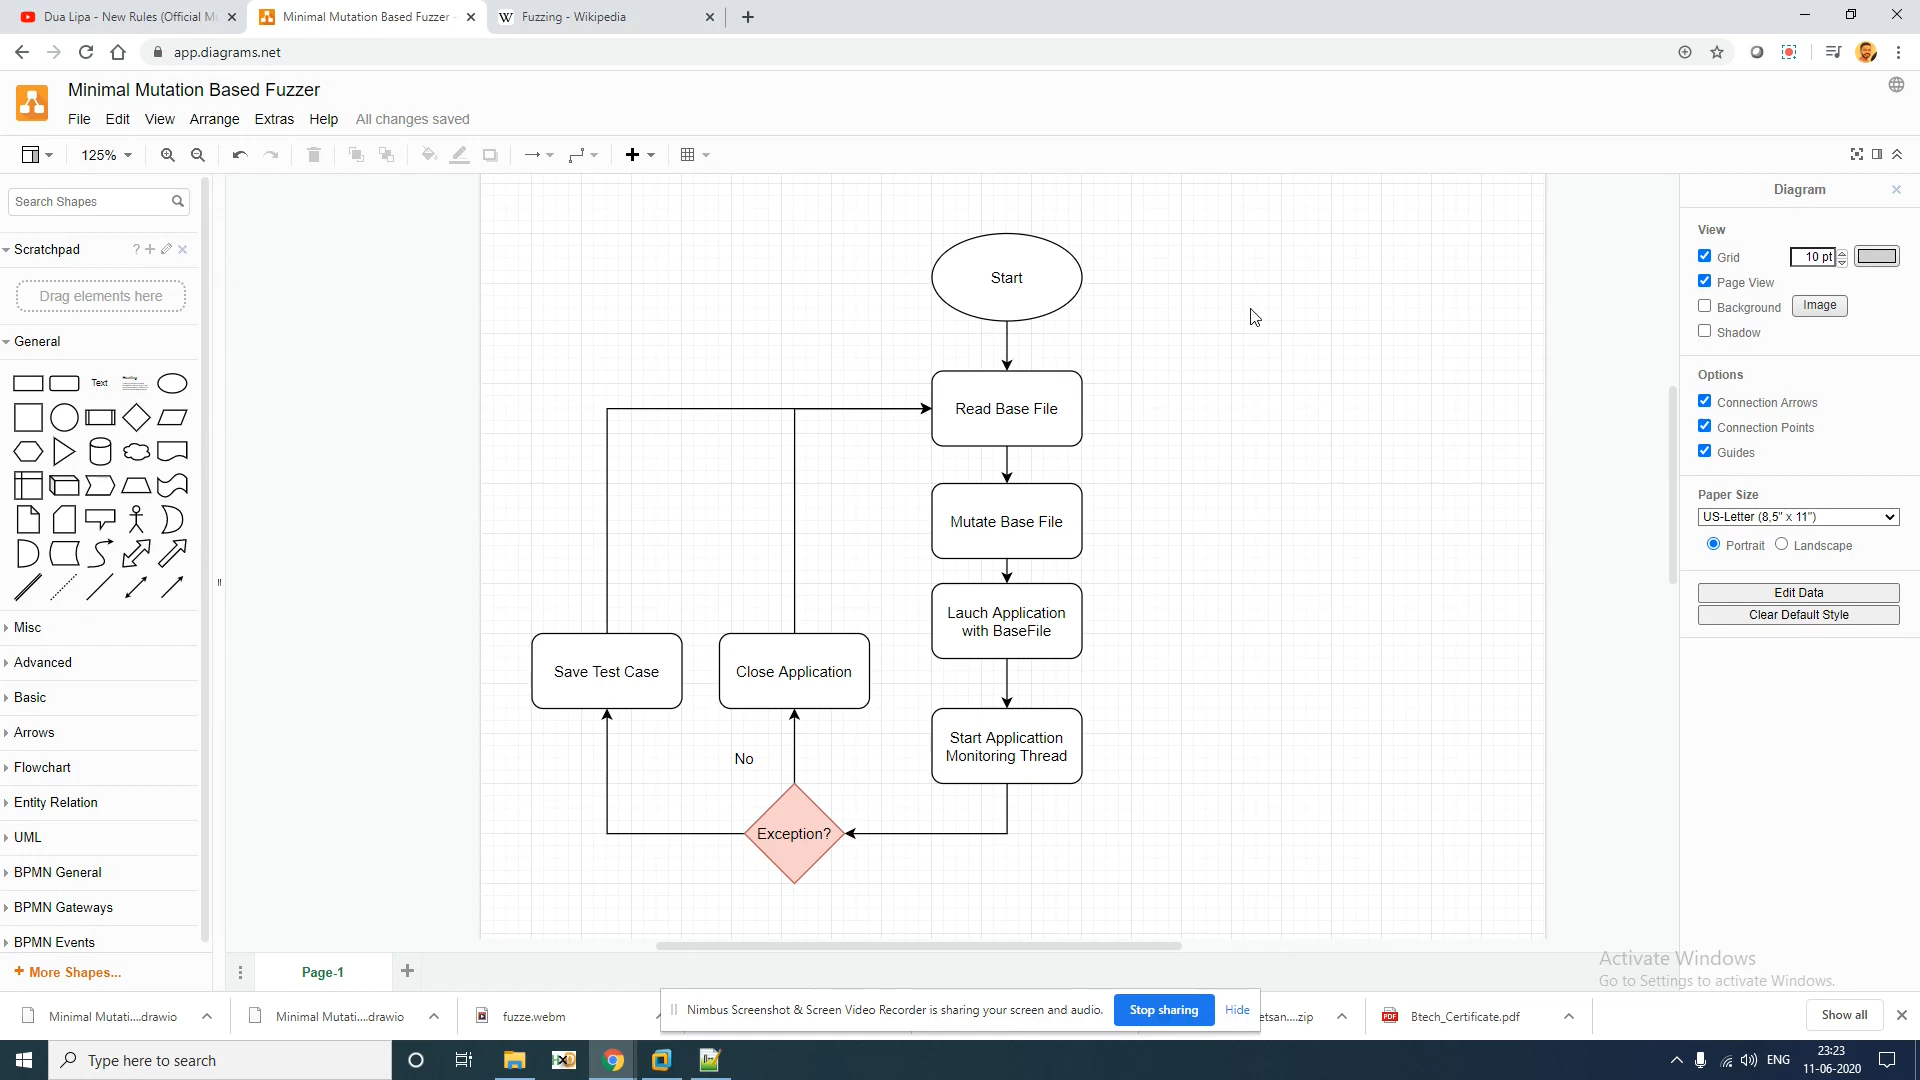 Dua Lipa - New Rules (Official Mu
Minimal Mutation Based Fuzzer -
W Fuzzing - Wikipedia
app.diagrams.net
Minimal Mutation Based Fuzzer
File Edit View Arrange Extras Help All changes saved
125%
Search Shapes
Scratchpad
?
Drag elements here
General
Text
Heading
Misc
Advanced
Basic
Arrows
Flowchart
Entity Relation
UML
BPMN General
BPMN Gateways
BPMN Events
+ More Shapes...
Start
Read Base File
Mutate Base File
Lauch Application
with BaseFile
Save Test Case
Close Application
Start Applicattion
Monitoring Thread
No
Exception?
Diagram
View
Grid 10 pt
Page View
Background Image
Shadow
Options
Connection Arrows
Connection Points
Guides
Paper Size
US-Letter (8,5" x 11")
Portrait Landscape
Edit Data
Clear Default Style
Activate Windows
Go to Settings to activate Windows.
Page-1
Minimal Mutati....drawio
Minimal Mutati....drawio
fuzze.webm
Nimbus Screenshot & Screen Video Recorder is sharing your screen and audio. Stop sharing Hide
etsan....zip
PDF Btech_Certificate.pdf
Show all
Type here to search
ENG
23:23
11-06-2020